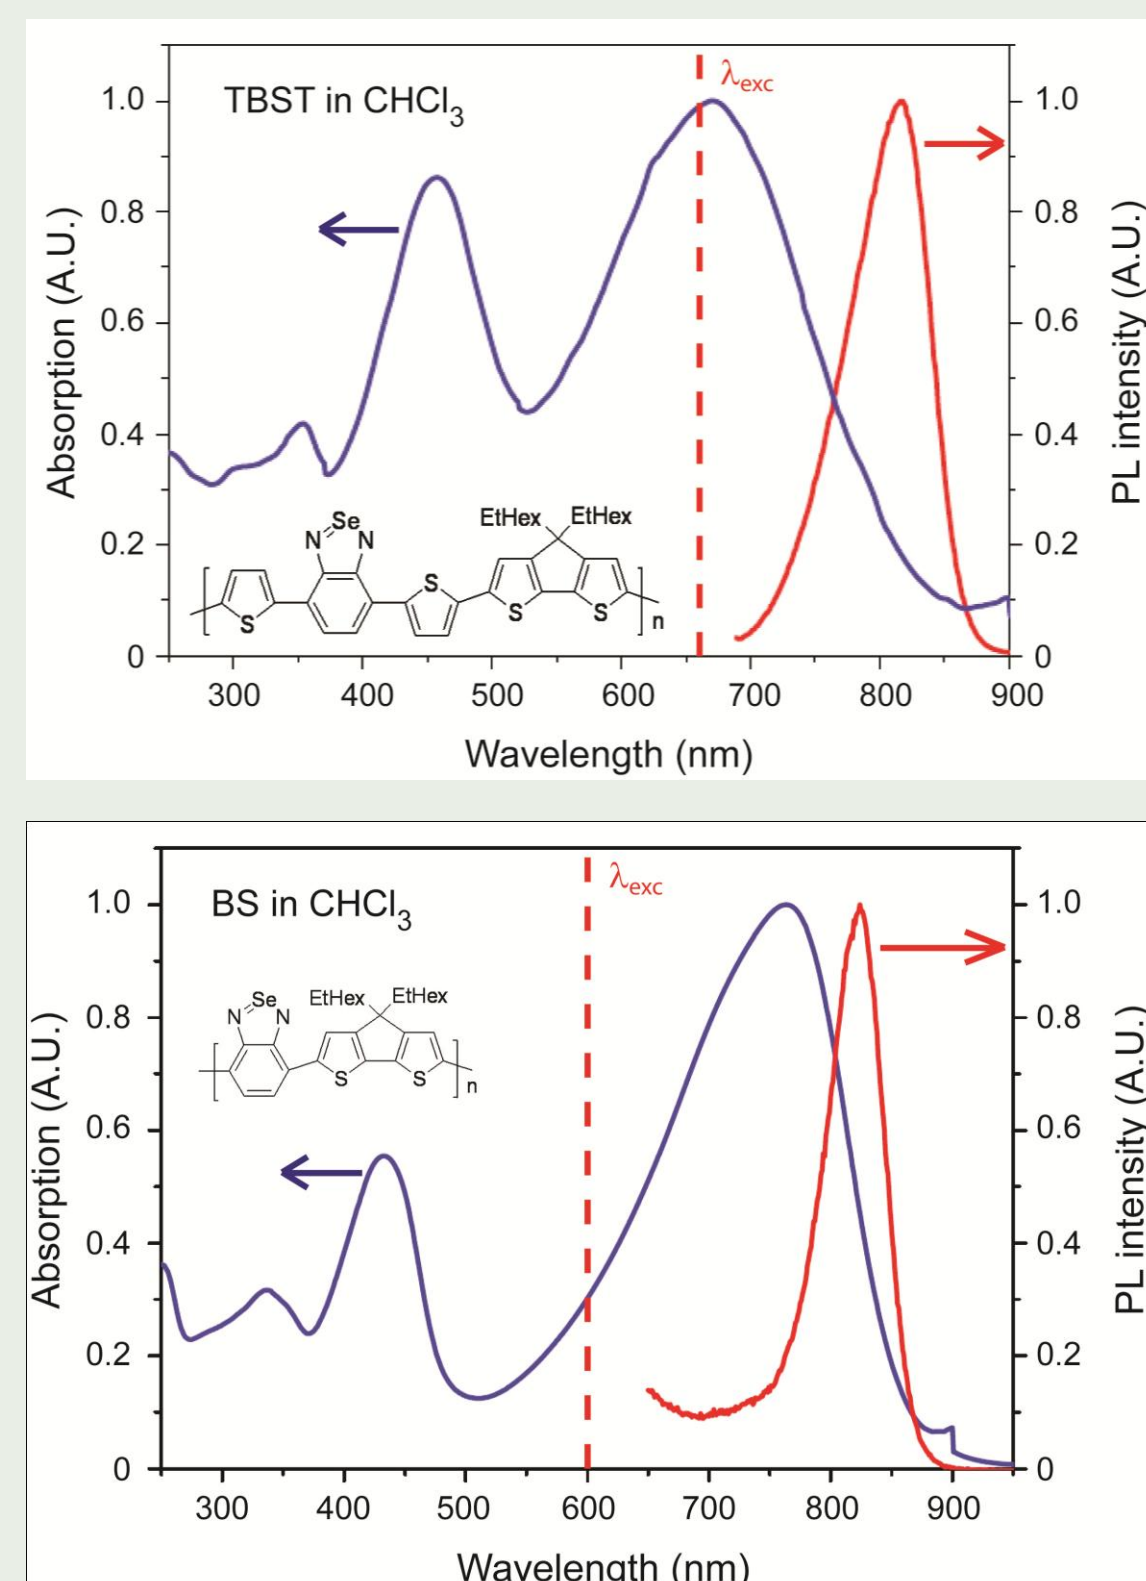 TBST in CHCl3
λexc
1.0
0.8
0.6
0.4
0.2
0
Absorption (A.U.)
1.0
0.8
0.6
0.4
0.2
0
PL intensity (A.U.)
Se
N N
EtHex EtHex
S
S
S S
n
300 400 500 600 700 800 900
Wavelength (nm)
BS in CHCl3
λexc
1.0
0.8
0.6
0.4
0.2
0
Absorption (A.U.)
1.0
0.8
0.6
0.4
0.2
0
PL intensity (A.U.)
Se
N N
EtHex EtHex
S S
n
300 400 500 600 700 800 900
Wavelength (nm)